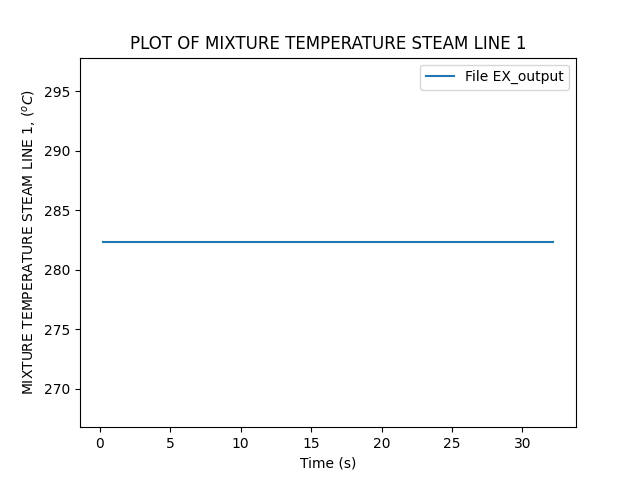 PLOT OF MIXTURE TEMPERATURE STEAM LINE 1
File EX_output
MIXTURE TEMPERATURE STEAM LINE 1, (°C)
295
290
285
280
275
270
0 5 10 15 20 25 30
Time (s)